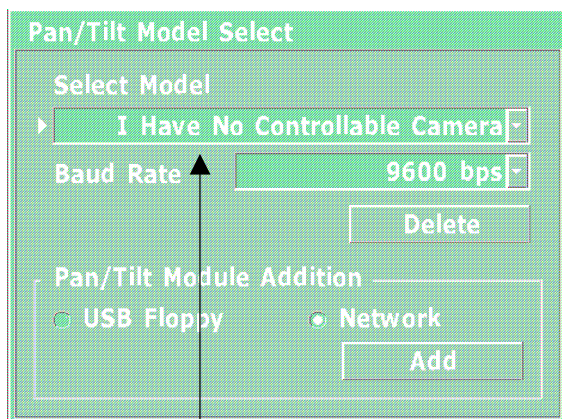 Pan/Tilt Model Select
Select Model
I Have No Controllable Camera
Baud Rate 9600 bps
Delete
Pan/Tilt Module Addition
USB Floppy Network
Add